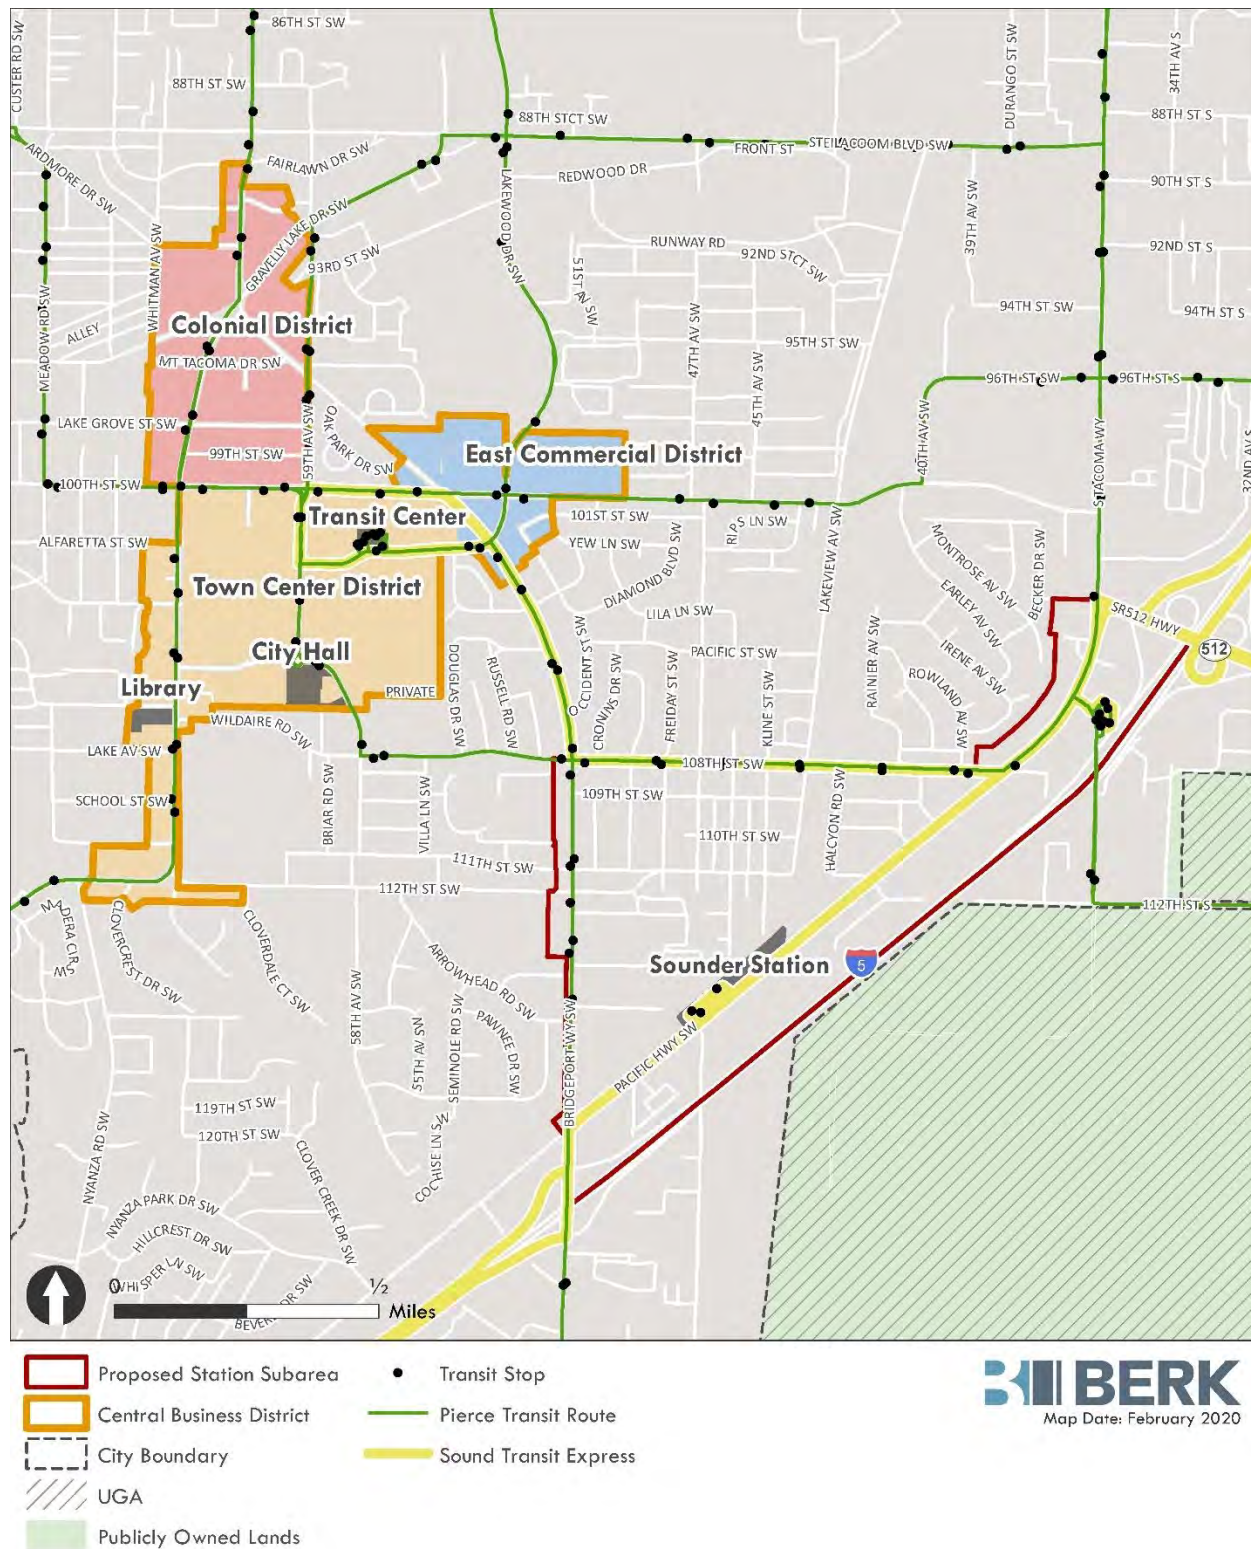 86TH ST SW
CUSTER RD SW
88TH ST SW
34TH AV S
DURANGO ST SW
88TH STCT SW
88TH ST S
ARDMORE DR SW
FAIRLAWN DR SW
FRONT ST
STEILACOOM BLVD SW
REDWOOD DR
90TH ST S
LAKEWOOD DR SW
39TH AV SW
GRAVELLY LAKE DR SW
WHITMAN AV SW
93RD ST SW
RUNWAY RD
92ND STCT SW
92ND ST S
51ST AV SW
94TH ST SW
94TH ST S
MEADOW RD SW
ALLEY
Colonial District
MT TACOMA DR SW
47TH AV SW
95TH ST SW
45TH AV SW
96TH ST SW
96TH ST S
LAKE GROVE ST SW
59TH AV SW
OAK PARK DR SW
99TH ST SW
East Commercial District
40TH AV SW
S TACOMA WY
32ND AV S
100TH ST SW
Transit Center
101ST ST SW
RIPS LN SW
ALFARETTA ST SW
YEW LN SW
DIAMOND BLVD SW
LAKEVIEW AV SW
MONTROSE AV SW
BECKER DR SW
Town Center District
LILA LN SW
EARLEY AV SW
SR512 HWY
512
City Hall
OCCIDENT ST SW
PACIFIC ST SW
RAINIER AV SW
IRENE AV SW
Library
PRIVATE
DOUGLAS DR SW
RUSSELL RD SW
CRONINS DR SW
FREIDAY ST SW
KLINE ST SW
ROWLAND AV SW
WILDAIRE RD SW
LAKE AV SW
108TH ST SW
SCHOOL ST SW
BRIAR RD SW
VILLA LN SW
109TH ST SW
110TH ST SW
HALCYON RD SW
111TH ST SW
112TH ST SW
112TH ST S
MADERA CIR SW
CLOVERCREST DR SW
CLOVERDALE CT SW
ARROWHEAD RD SW
Sounder Station
5
58TH AV SW
55TH AV SW
SEMINOLE RD SW
PAWNEE DR SW
BRIDGEPORT WY SW
PACIFIC HWY SW
119TH ST SW
120TH ST SW
NYANZA RD SW
CLOVER CREEK DR SW
COCHISE LN SW
NYANZA PARK DR SW
HILLCREST DR SW
WHISPER LN SW
0
½
Miles
Proposed Station Subarea
Transit Stop
Central Business District
Pierce Transit Route
City Boundary
Sound Transit Express
UGA
Publicly Owned Lands
BERK
Map Date: February 2020